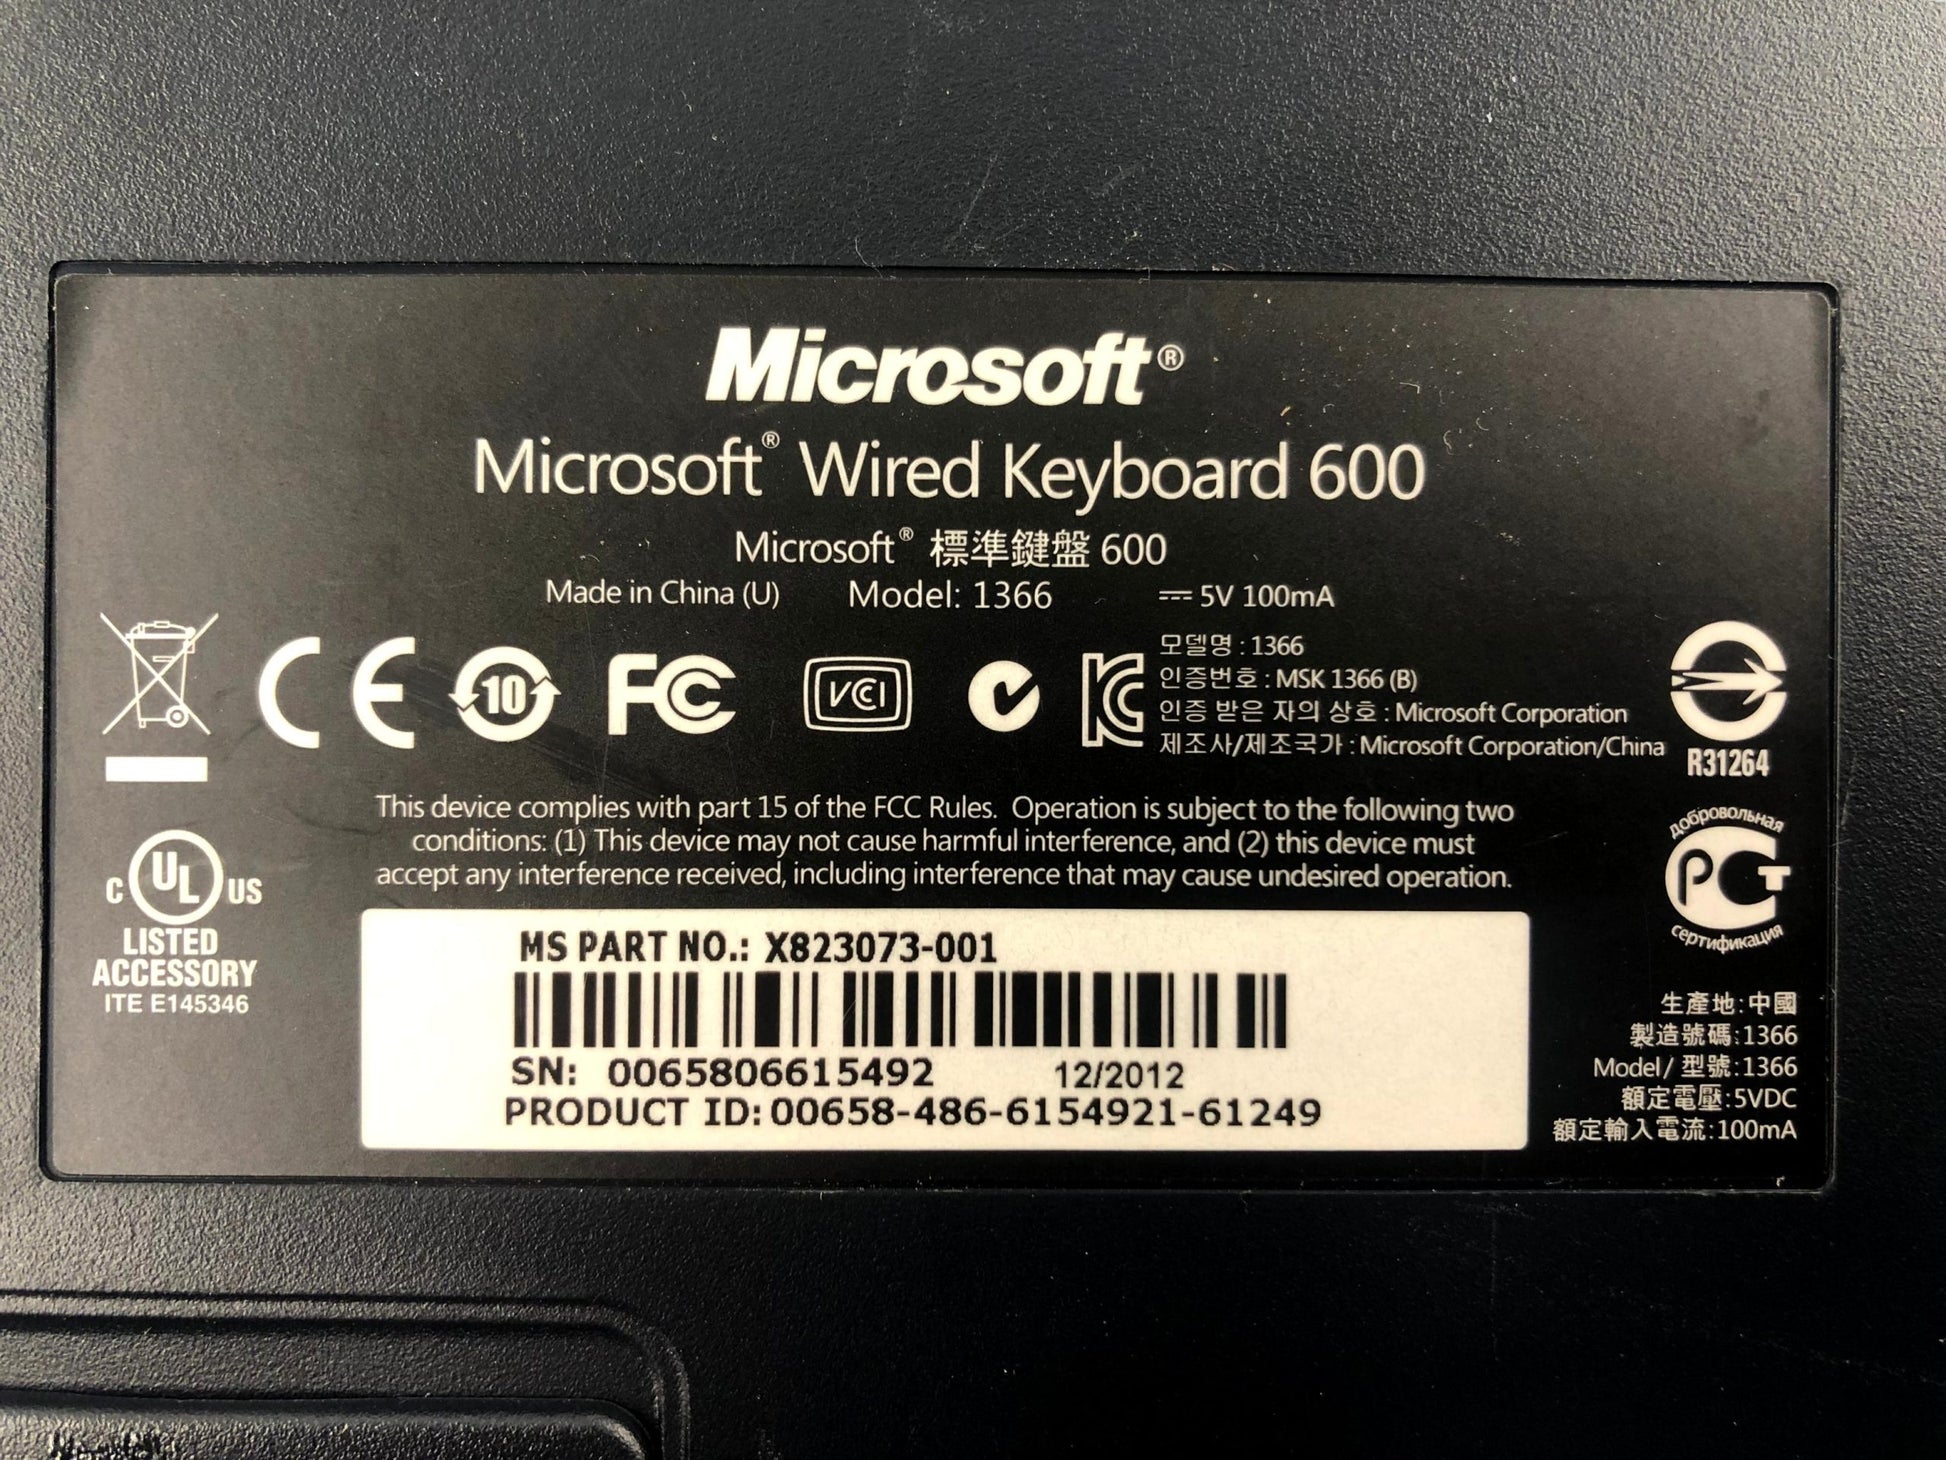 Microsoft®
Microsoft® Wired Keyboard 600
Microsoft® 標準鍵盤 600
Made in China (U) Model: 1366 ⎓ 5V 100mA
CE
10
FC
VCI
모델명 : 1366
인증번호 : MSK 1366 (B)
인증 받은 자의 상호 : Microsoft Corporation
제조사/제조국가 : Microsoft Corporation/China
R31264
This device complies with part 15 of the FCC Rules. Operation is subject to the following two
conditions: (1) This device may not cause harmful interference, and (2) this device must
accept any interference received, including interference that may cause undesired operation.
C UL US
LISTED
ACCESSORY
ITE E145346
MS PART NO.: X823073-001
SN: 0065806615492 12/2012
PRODUCT ID: 00658-486-6154921-61249
добровольная
РСТ
сертификация
生產地:中國
製造號碼:1366
Model/ 型號:1366
額定電壓:5VDC
額定輸入電流:100mA